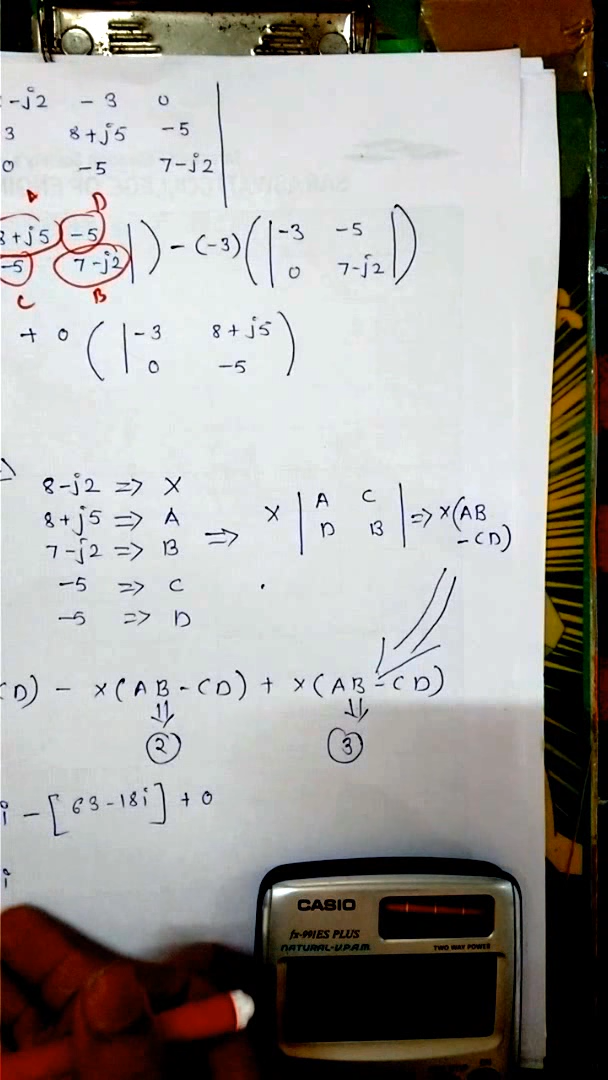 -j2 -3 0
3 8+j5 -5
0 -5 7-j2
A D
8+j5 -5 |) - (-3) (| -3 -5 |)
-5 7-j2 0 7-j2
C B
+ 0 (| -3 8+j5 )
0 -5
8-j2 => X
8+j5 => A
7-j2 => B
-5 => C
-5 => D
=> X | A C | => X(AB
D B -CD)
CD) - X(AB-CD) + X(AB-CD)
⇓ ⇓
2 3
i - [63-18i] + 0
i
CASIO
fx-991ES PLUS
NATURAL-V.P.A.M.
TWO WAY POWER